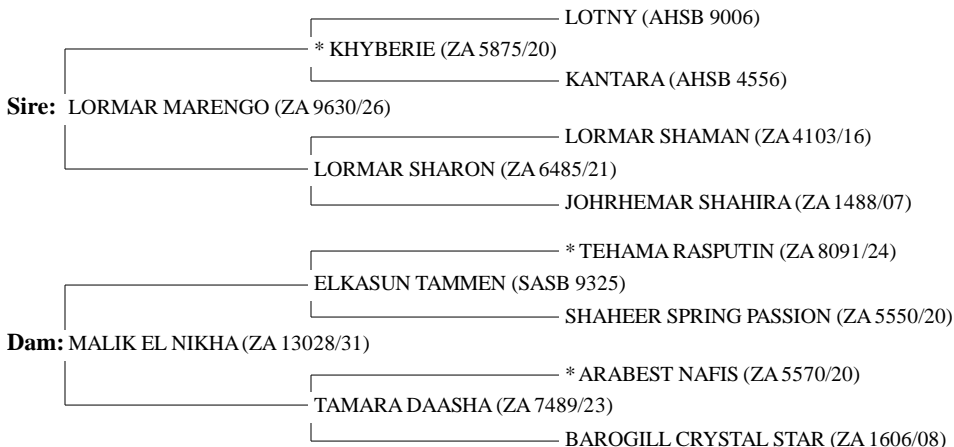 LOTNY (AHSB 9006)
* KHYBERIE (ZA 5875/20)
KANTARA (AHSB 4556)
Sire: LORMAR MARENGO (ZA 9630/26)
LORMAR SHAMAN (ZA 4103/16)
LORMAR SHARON (ZA 6485/21)
JOHRHEMAR SHAHIRA (ZA 1488/07)
* TEHAMA RASPUTIN (ZA 8091/24)
ELKASUN TAMMEN (SASB 9325)
SHAHEER SPRING PASSION (ZA 5550/20)
Dam: MALIK EL NIKHA (ZA 13028/31)
* ARABEST NAFIS (ZA 5570/20)
TAMARA DAASHA (ZA 7489/23)
BAROGILL CRYSTAL STAR (ZA 1606/08)